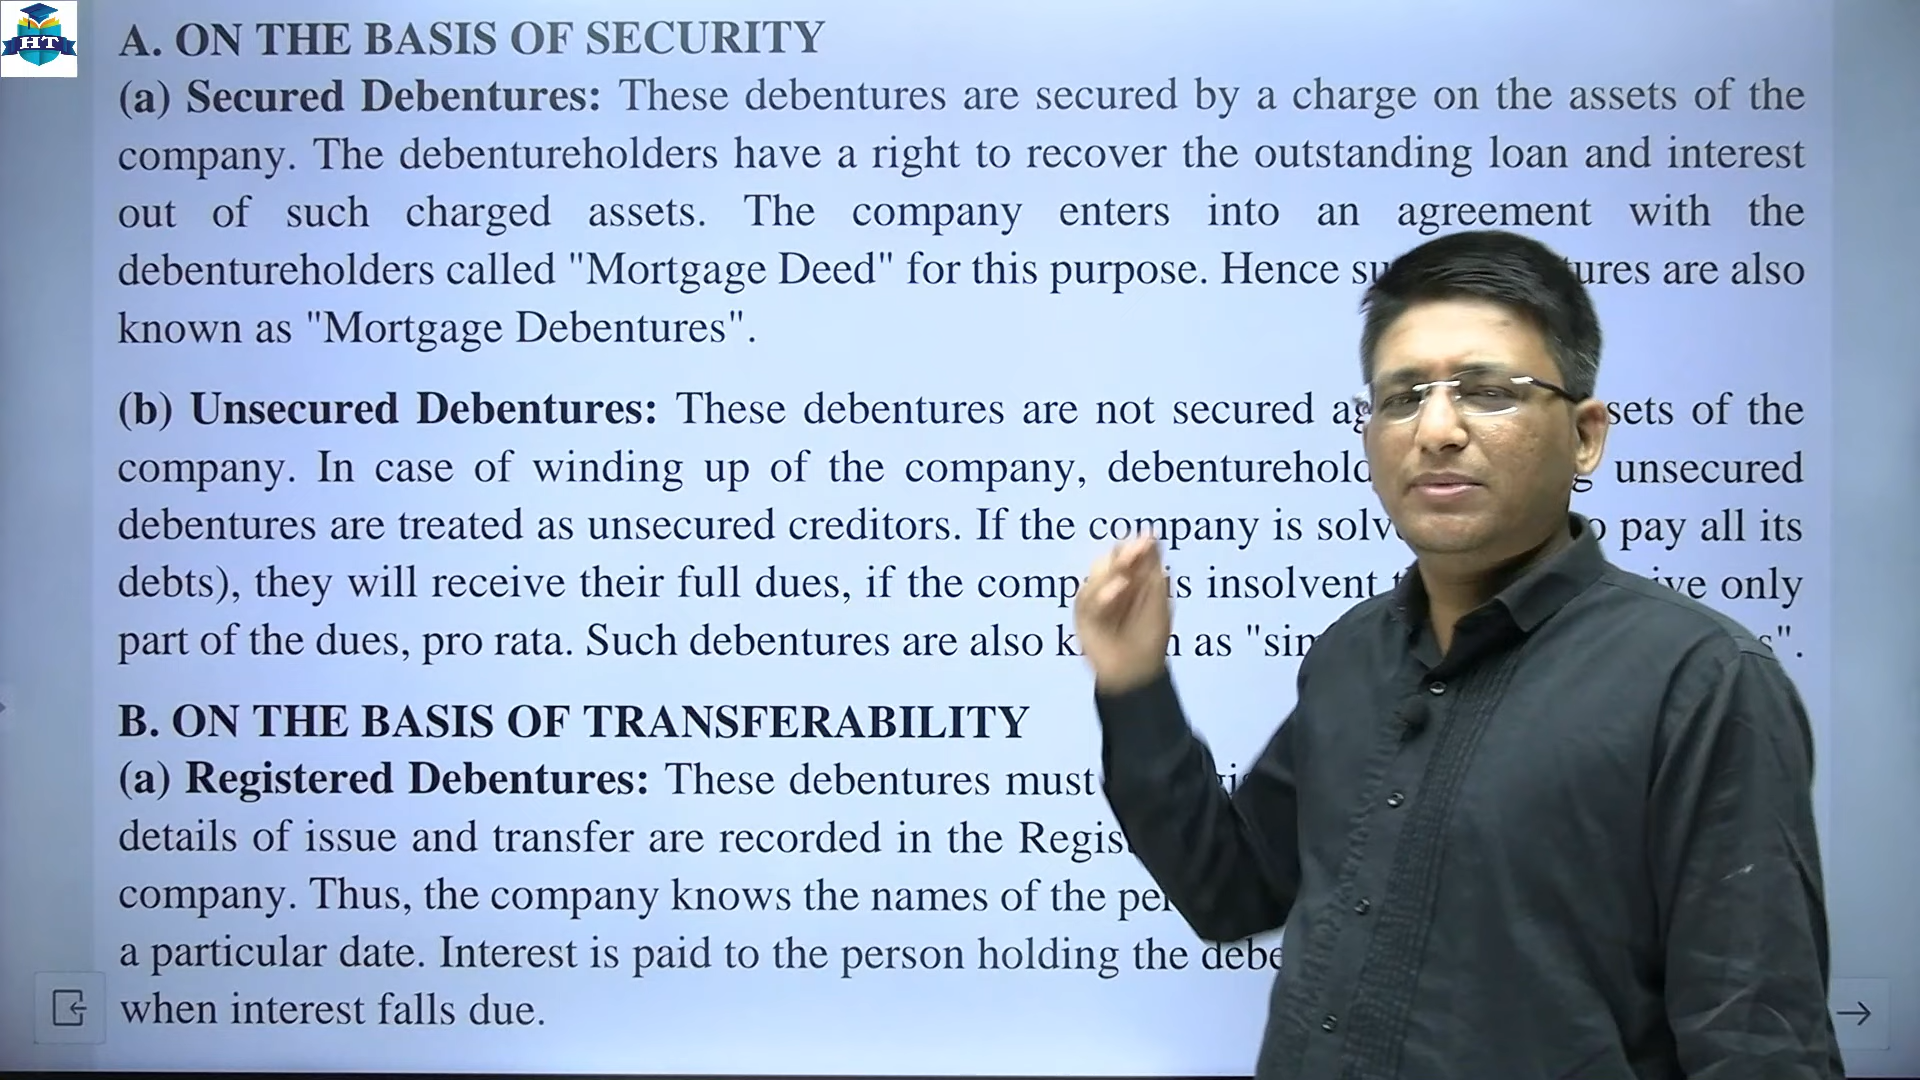 HT
A. ON THE BASIS OF SECURITY
(a) Secured Debentures: These debentures are secured by a charge on the assets of the
company. The debentureholders have a right to recover the outstanding loan and interest
out of such charged assets. The company enters into an agreement with the
debentureholders called "Mortgage Deed" for this purpose. Hence are also
known as "Mortgage Debentures".
(b) Unsecured Debentures: These debentures are not secured of the
company. In case of winding up of the company, unsecured
debentures are treated as unsecured creditors. If the company is pay all its
debts), they will receive their full dues, if the is insolvent only
part of the dues, pro rata. Such debentures are also as
B. ON THE BASIS OF TRANSFERABILITY
(a) Registered Debentures: These debentures must
details of issue and transfer are recorded in the
company. Thus, the company knows the names of the
a particular date. Interest is paid to the person holding the
when interest falls due.